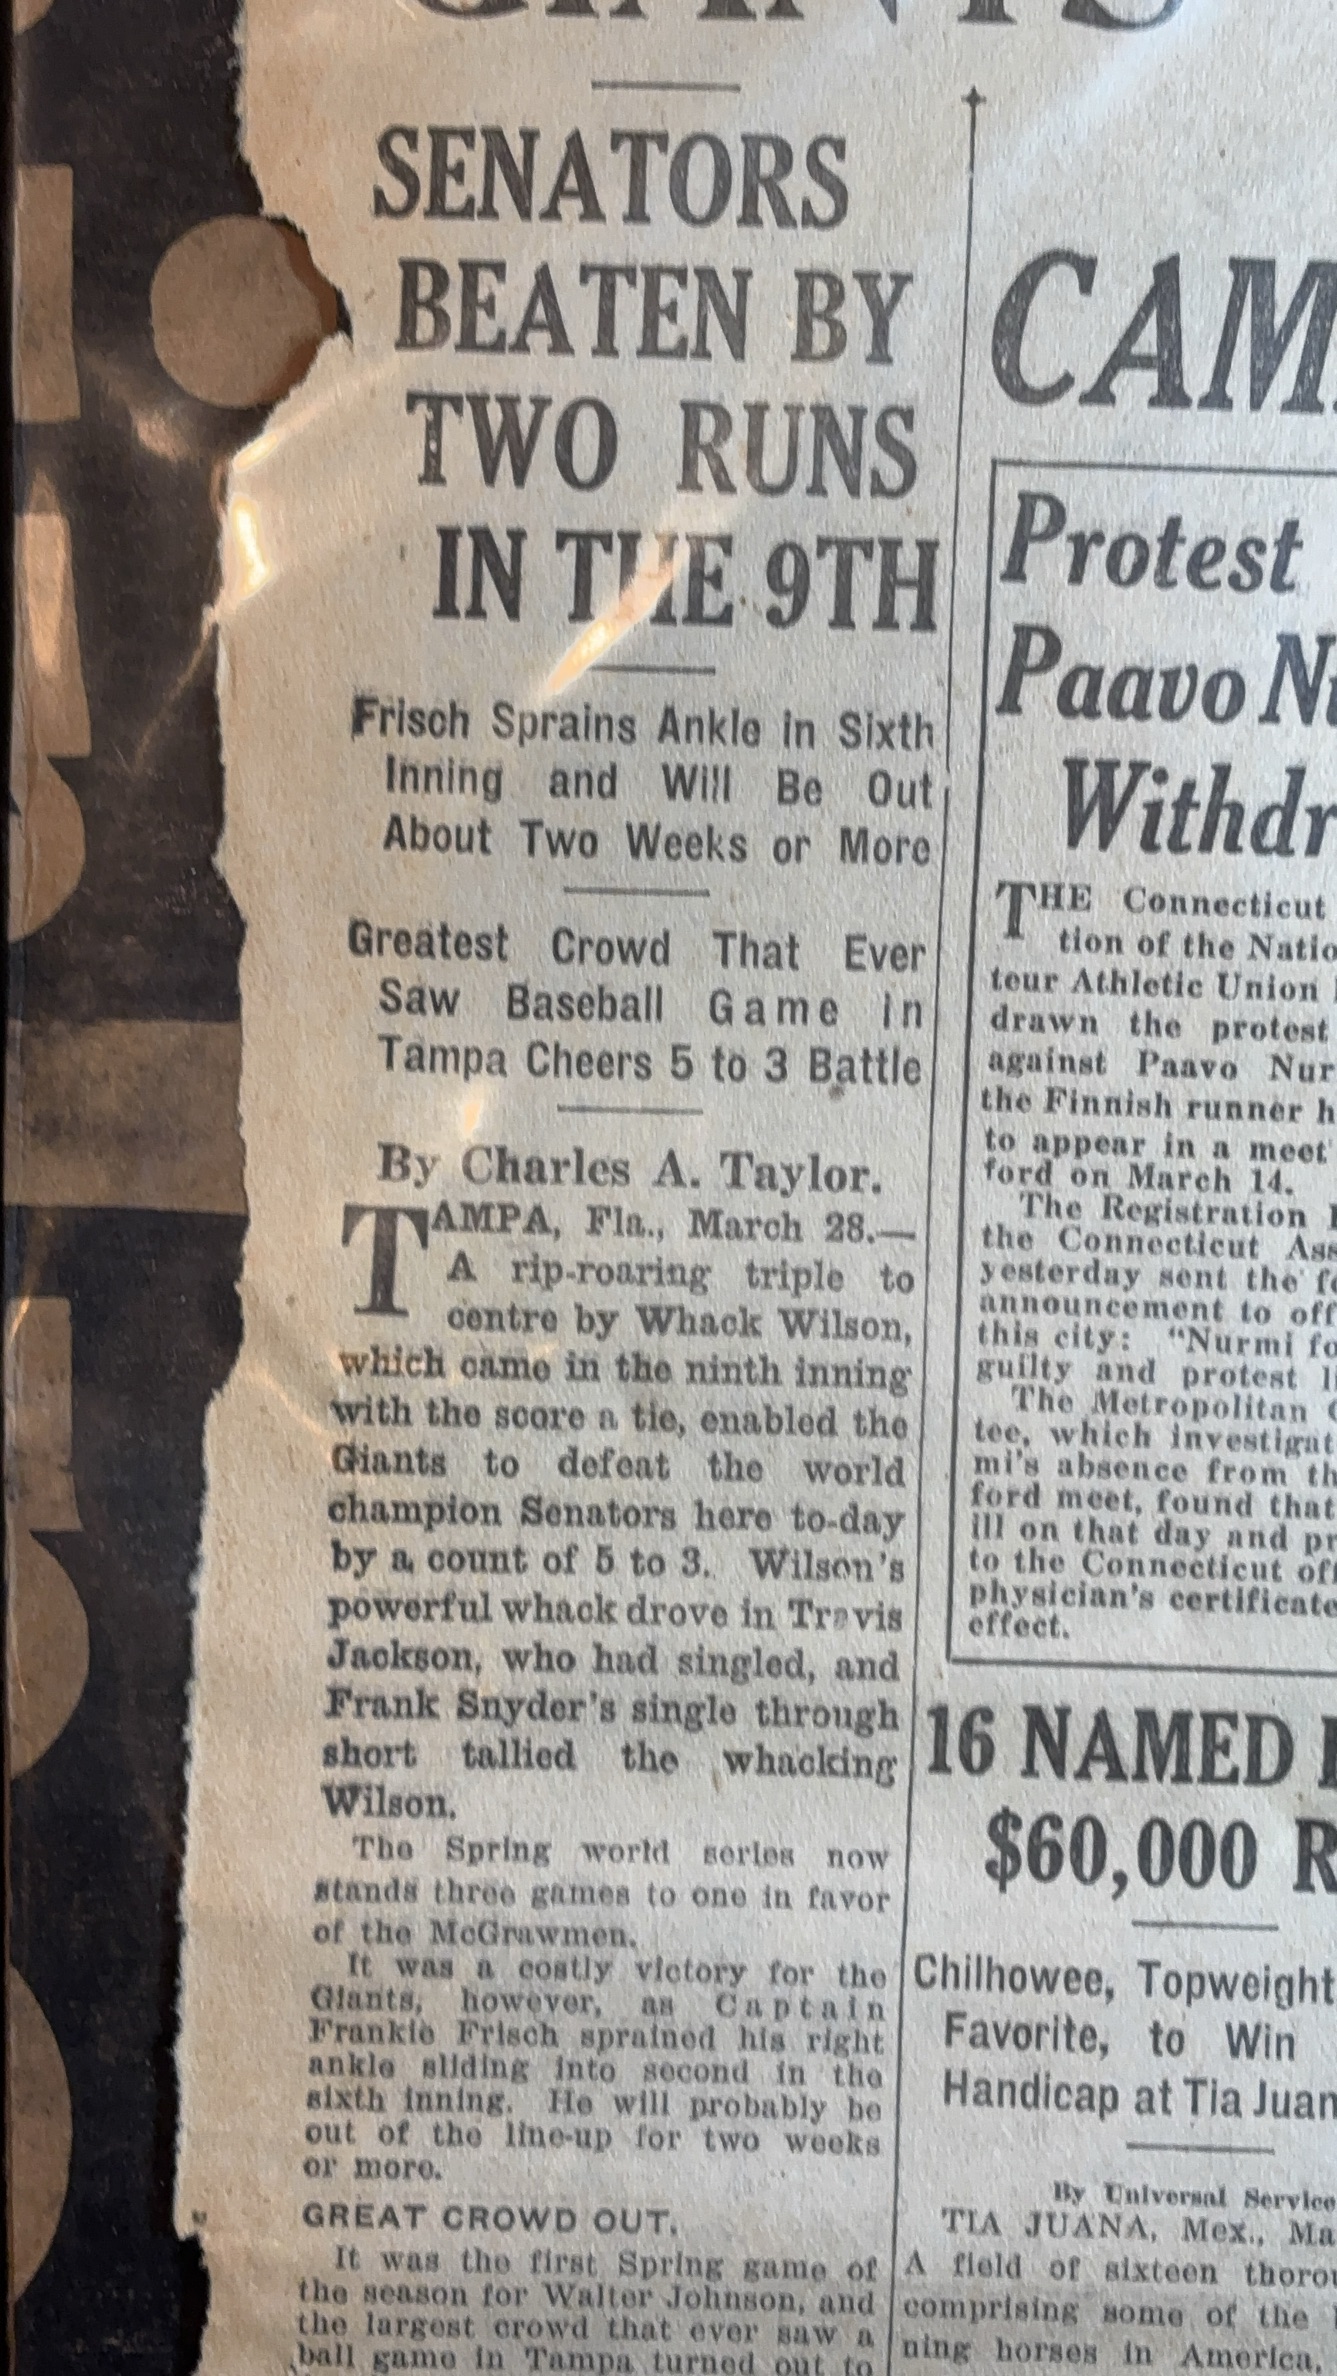 GIANTS
SENATORS
BEATEN BY
TWO RUNS
IN THE 9TH
Frisch Sprains Ankle in Sixth
Inning and Will Be Out
About Two Weeks or More
Greatest Crowd That Ever
Saw Baseball Game in
Tampa Cheers 5 to 3 Battle
By Charles A. Taylor.
TAMPA, Fla., March 28.—
A rip-roaring triple to
centre by Whack Wilson,
which came in the ninth inning
with the score a tie, enabled the
Giants to defeat the world
champion Senators here to-day
by a count of 5 to 3. Wilson's
powerful whack drove in Travis
Jackson, who had singled, and
Frank Snyder's single through
short tallied the whacking
Wilson.
The Spring world series now
stands three games to one in favor
of the McGrawmen.
It was a costly victory for the
Giants, however, as Captain
Frankie Frisch sprained his right
ankle sliding into second in the
sixth inning. He will probably be
out of the line-up for two weeks
or more.
GREAT CROWD OUT.
It was the first Spring game of
the season for Walter Johnson, and
the largest crowd that ever saw a
ball game in Tampa turned out to
CAM
Protest
Paavo N
Withdr
THE Connecticut
tion of the Natio
teur Athletic Union
drawn the protest
against Paavo Nur
the Finnish runner h
to appear in a meet
ford on March 14.
The Registration
the Connecticut Ass
yesterday sent the f
announcement to off
this city: "Nurmi fo
guilty and protest l
The Metropolitan
tee, which investigat
mi's absence from th
ford meet, found that
ill on that day and pr
to the Connecticut off
physician's certificate
effect.
16 NAMED
$60,000 R
Chilhowee, Topweight
Favorite, to Win
Handicap at Tia Juan
By Universal Service
TIA JUANA, Mex., Ma
A field of sixteen thorou
comprising some of the
ning horses in America,